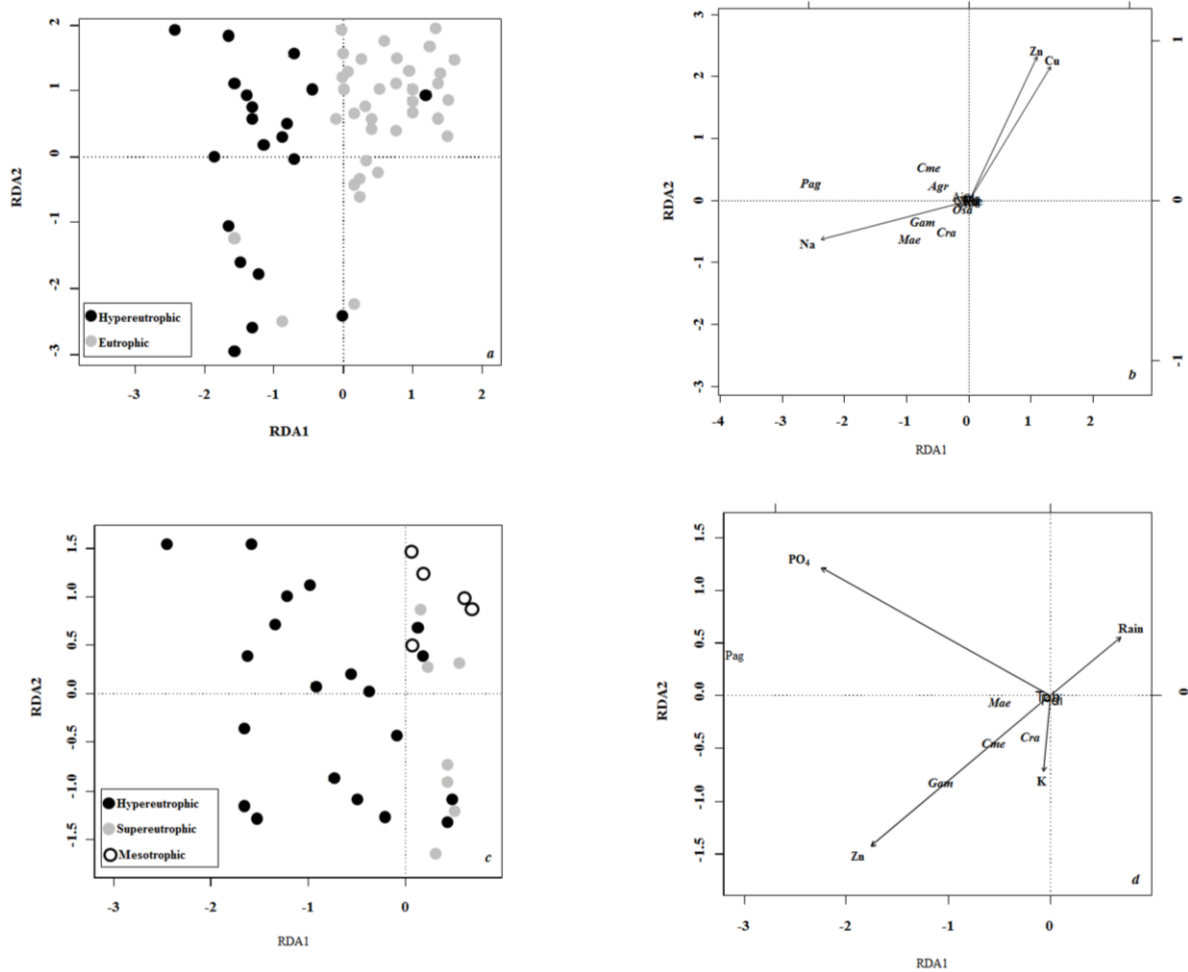 2
1
0
-1
-2
-3
RDA2
Hypereutrophic
Eutrophic
a
-3 -2 -1 0 1 2
RDA1
3
2
1
0
-1
-2
-3
RDA2
1
0
-1
Zn
Cu
Cme
Pag
Agr
Osa
Gam
Cra
Mae
Na
b
-4 -3 -2 -1 0 1 2
RDA1
1.5
1.0
0.5
0.0
-0.5
-1.0
-1.5
RDA2
Hypereutrophic
Supereutrophic
Mesotrophic
c
-3 -2 -1 0
RDA1
1.5
1.0
0.5
0.0
-0.5
-1.0
-1.5
RDA2
0
PO4
Rain
Pag
Mae
Cra
Cme
K
Gam
Zn
d
-3 -2 -1 0
RDA1